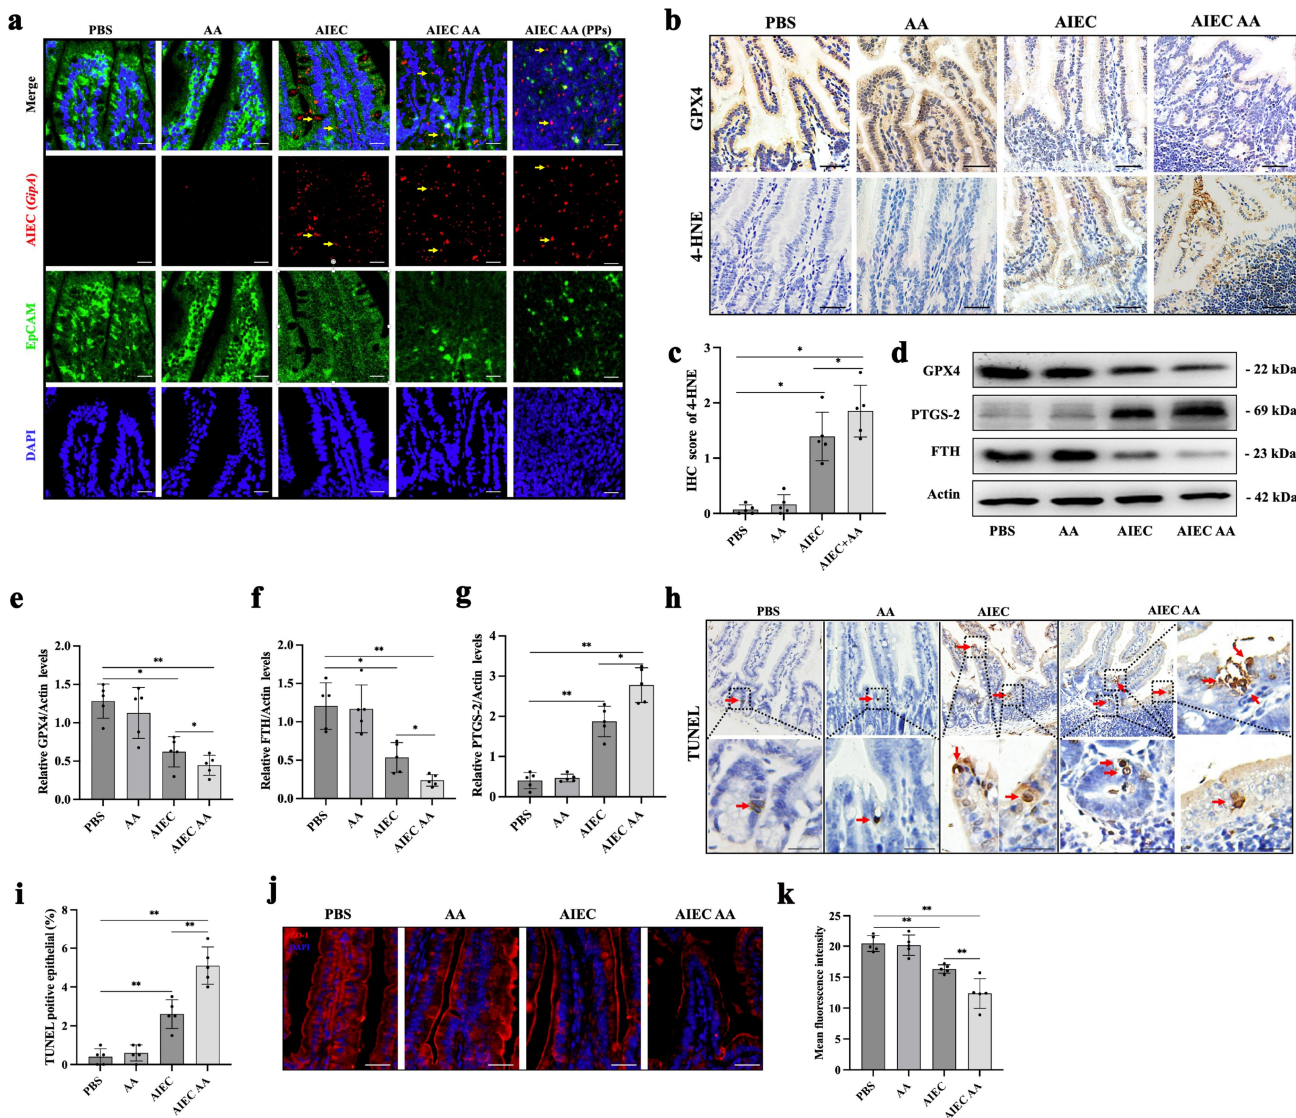 a
PBS
AA
AIEC
AIEC AA
AIEC AA (PPs)
Merge
AIEC (GipA)
EpCAM
DAPI
b
PBS
AA
AIEC
AIEC AA
GPX4
4-HNE
c
IHC score of 4-HNE
3
2
1
0
*
*
*
PBS
AA
AIEC
AIEC+AA
d
GPX4
- 22 kDa
PTGS-2
- 69 kDa
FTH
- 23 kDa
Actin
- 42 kDa
PBS
AA
AIEC
AIEC AA
e
Relative GPX4/Actin levels
2.0
1.5
1.0
0.5
0.0
**
*
*
PBS
AA
AIEC
AIEC AA
f
Relative FTH/Actin levels
2.0
1.5
1.0
0.5
0.0
**
*
*
PBS
AA
AIEC
AIEC AA
g
Relative PTGS-2/Actin levels
4
3
2
1
0
**
*
**
PBS
AA
AIEC
AIEC AA
h
PBS
AA
AIEC
AIEC AA
TUNEL
i
TUNEL poitive epithelial (%)
8
6
4
2
0
**
**
**
PBS
AA
AIEC
AIEC AA
j
PBS
AA
AIEC
AIEC AA
DAPI
k
Mean fluorescence intensity
25
20
15
10
5
0
**
**
**
PBS
AA
AIEC
AIEC AA